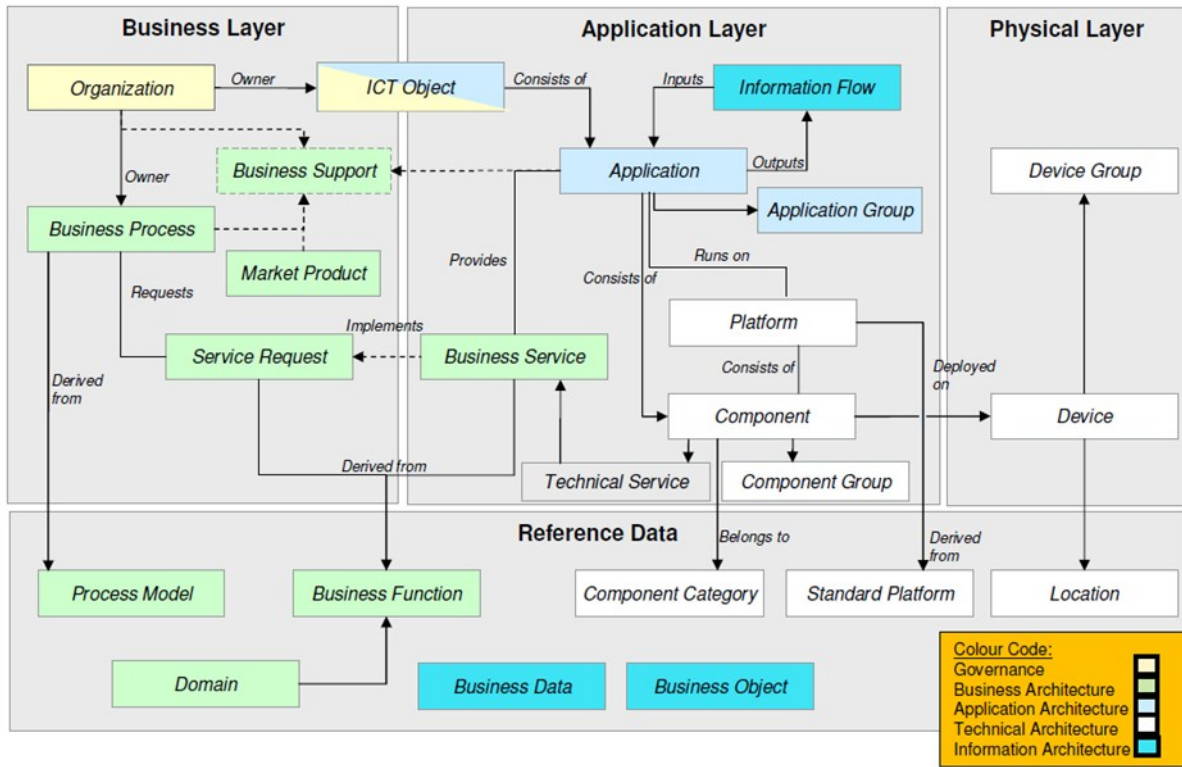 Business Layer
Application Layer
Physical Layer
Organization
Owner
ICT Object
Consists of
Inputs
Information Flow
Business Support
Application
Outputs
Device Group
Owner
Application Group
Business Process
Market Product
Provides
Runs on
Consists of
Requests
Platform
Implements
Service Request
Business Service
Consists of
Deployed
on
Derived
from
Component
Device
Derived from
Technical Service
Component Group
Reference Data
Belongs to
Derived
from
Process Model
Business Function
Component Category
Standard Platform
Location
Domain
Business Data
Business Object
Colour Code:
Governance
Business Architecture
Application Architecture
Technical Architecture
Information Architecture